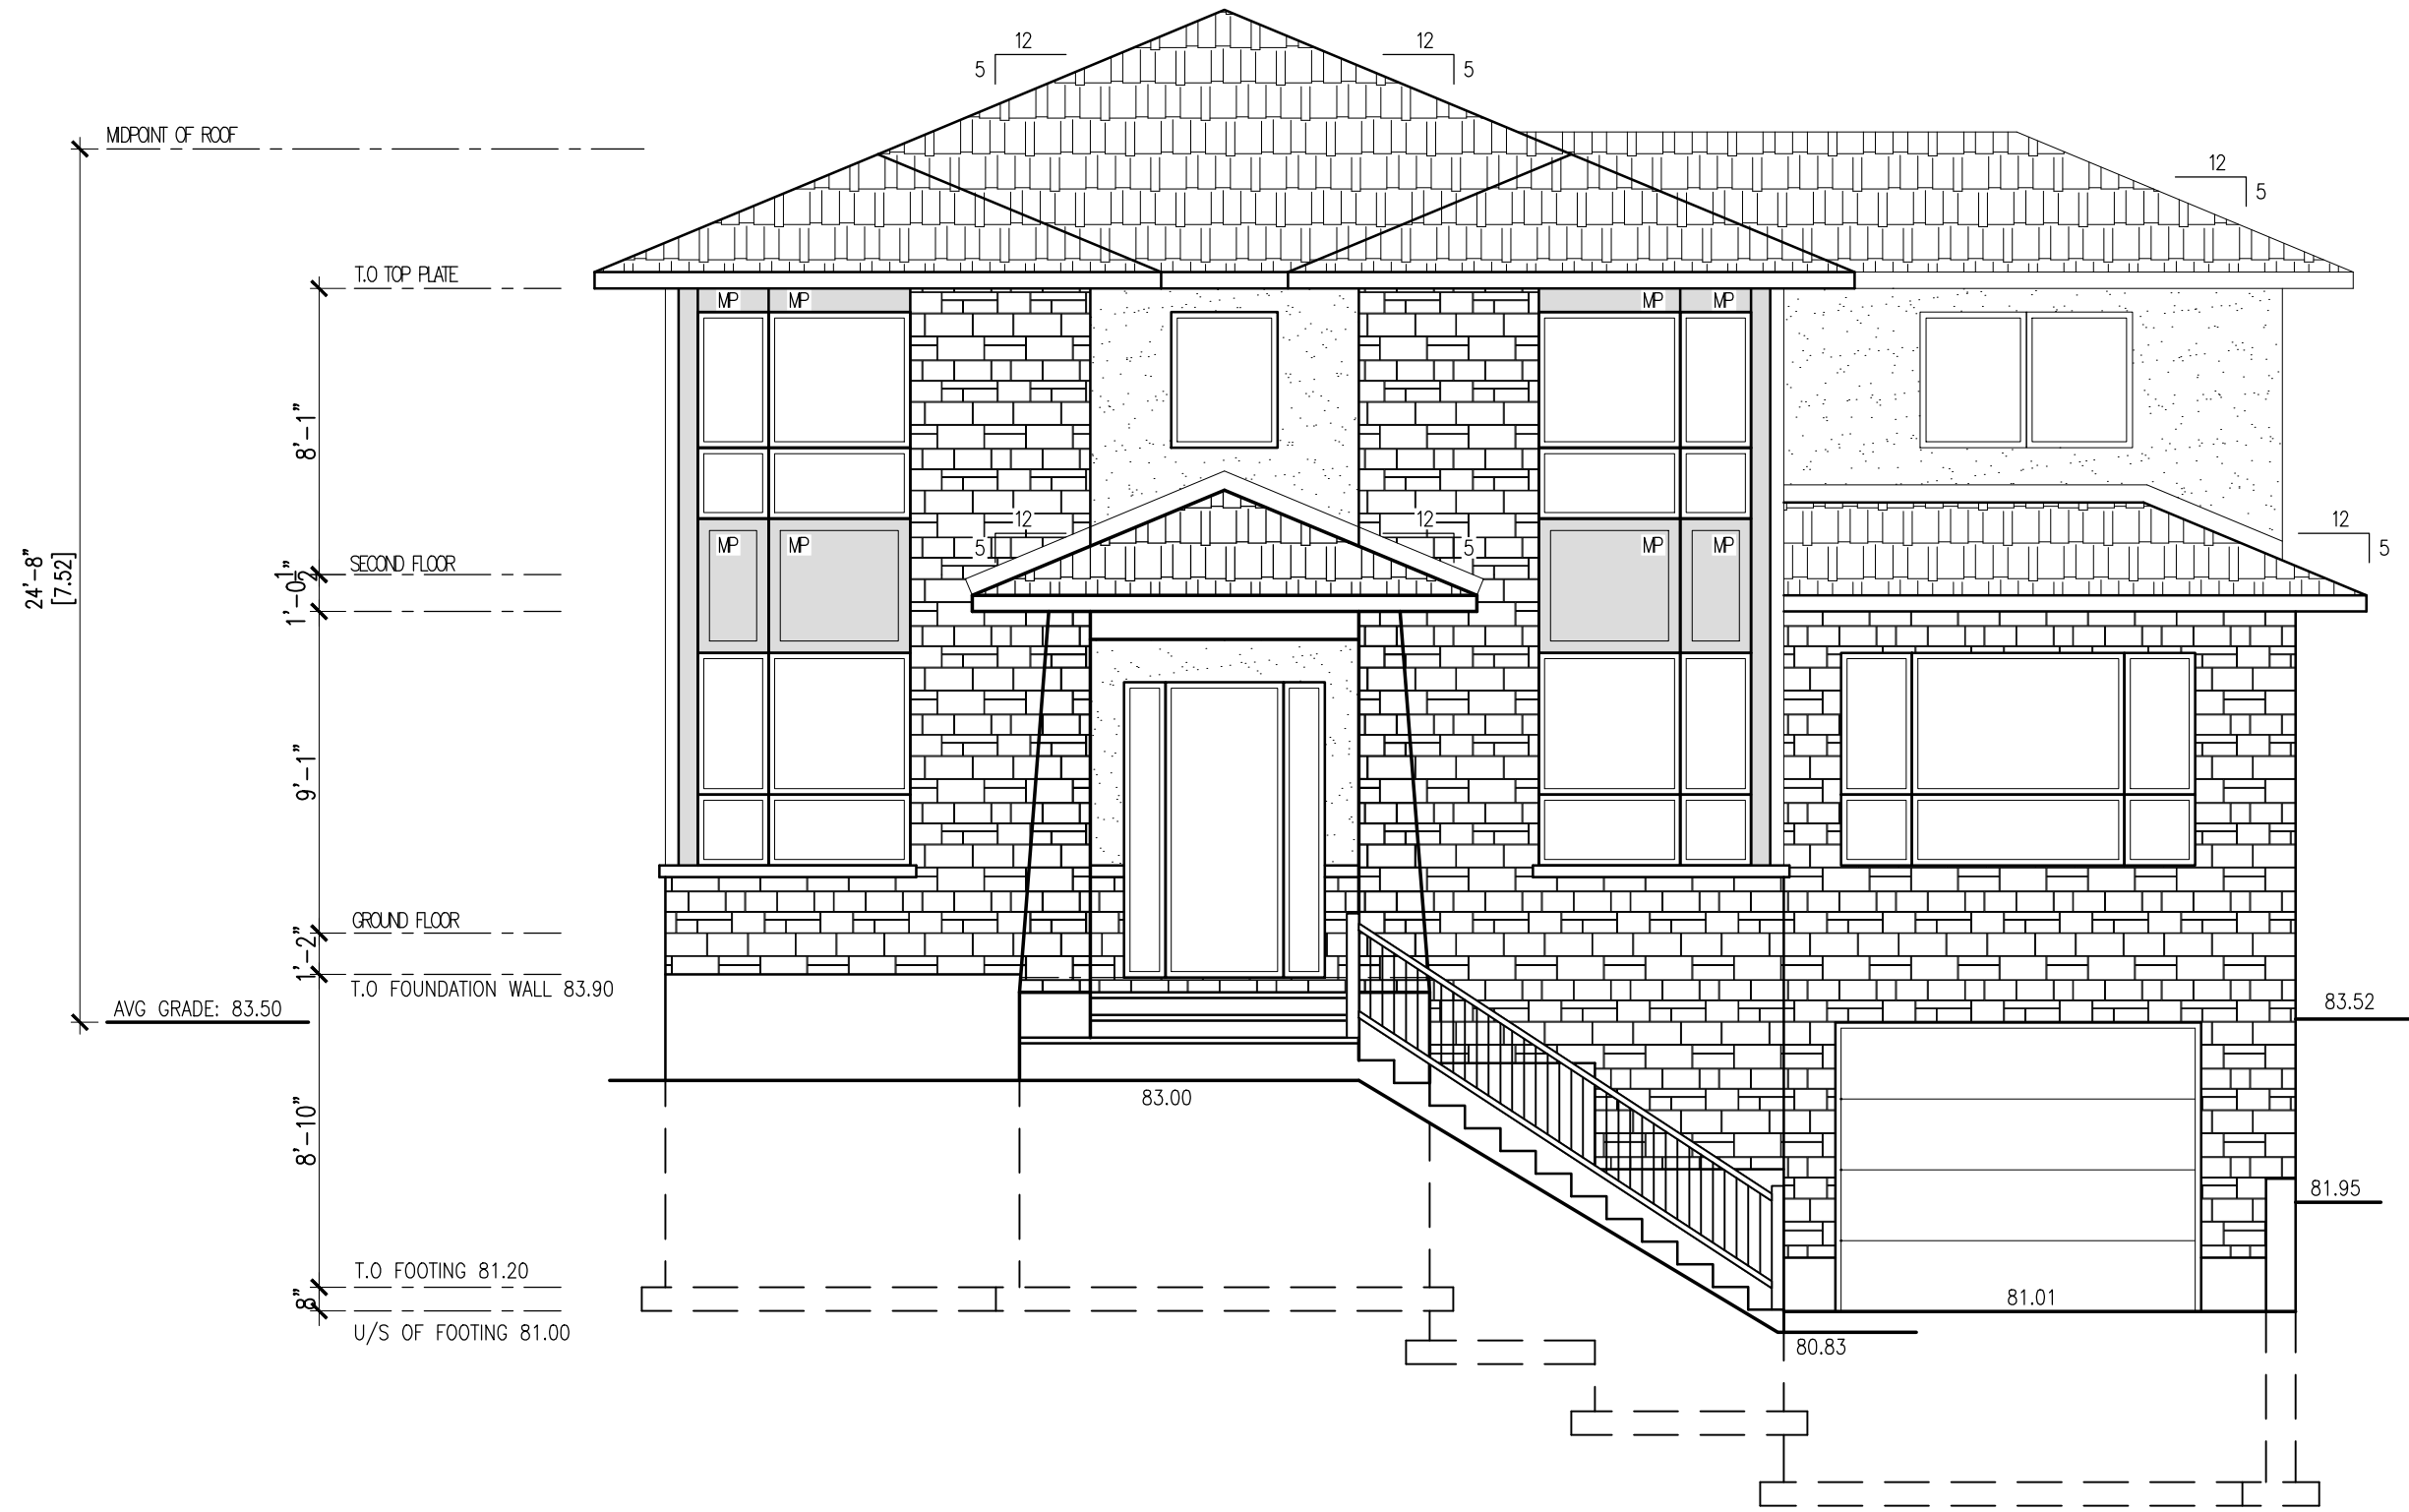 12
12
5
5
MIDPOINT OF ROOF
12
5
T.O TOP PLATE
MP
MP
MP
MP
8'-1"
12
12
12
5
5
5
MP
MP
MP
MP
SECOND FLOOR
24'-8"
[7.52]
1'-0 1/2"
9'-1"
GROUND FLOOR
1'-2"
T.O FOUNDATION WALL 83.90
AVG GRADE: 83.50
83.52
83.00
8'-10"
81.95
T.O FOOTING 81.20
8"
81.01
U/S OF FOOTING 81.00
80.83